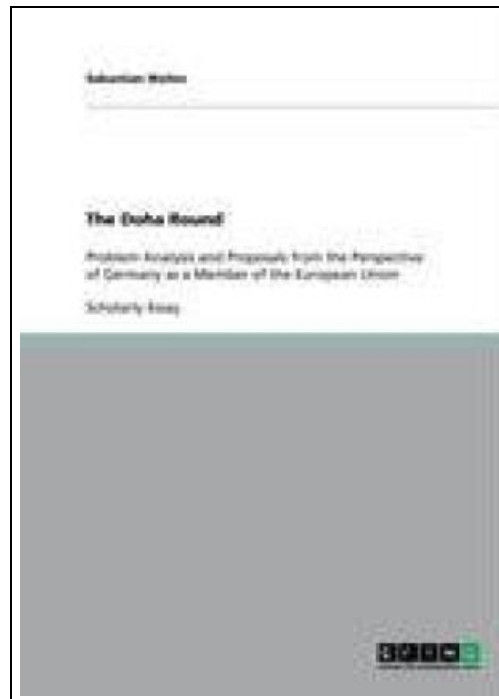 Sebastian
The Doha Round
Problem Analysis and Proposals from the Perspective
of Germany as a Member of the European Union
Scholarly Essay
GRIN